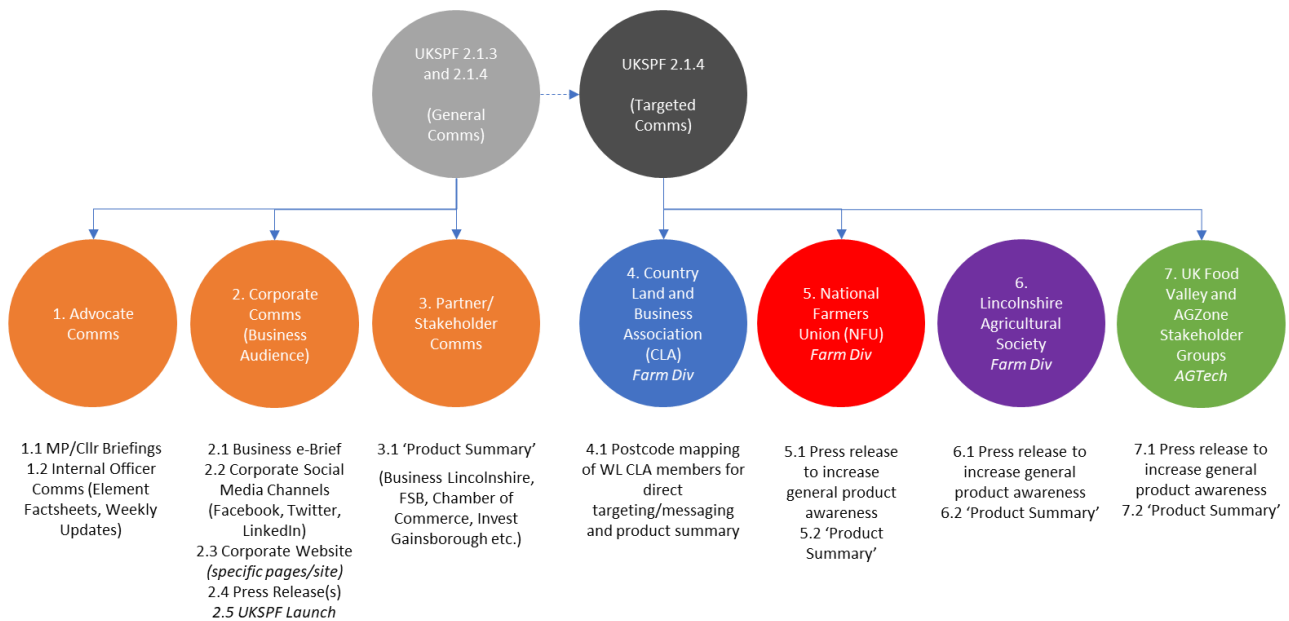 UKSPF 2.1.3
and 2.1.4
(General
Comms)
UKSPF 2.1.4
(Targeted
Comms)
1. Advocate
Comms
2. Corporate
Comms
(Business
Audience)
3. Partner/
Stakeholder
Comms
4. Country
Land and
Business
Association
(CLA)
Farm Div
5. National
Farmers
Union (NFU)
Farm Div
6.
Lincolnshire
Agricultural
Society
Farm Div
7. UK Food
Valley and
AGZone
Stakeholder
Groups
AGTech
1.1 MP/Cllr Briefings
1.2 Internal Officer
Comms (Element
Factsheets, Weekly
Updates)
2.1 Business e-Brief
2.2 Corporate Social
Media Channels
(Facebook, Twitter,
LinkedIn)
2.3 Corporate Website
(specific pages/site)
2.4 Press Release(s)
2.5 UKSPF Launch
3.1 ‘Product Summary’
(Business Lincolnshire,
FSB, Chamber of
Commerce, Invest
Gainsborough etc.)
4.1 Postcode mapping
of WL CLA members for
direct
targeting/messaging
and product summary
5.1 Press release
to increase
general product
awareness
5.2 ‘Product
Summary’
6.1 Press release to
increase general
product awareness
6.2 ‘Product Summary’
7.1 Press release to
increase general
product awareness
7.2 ‘Product Summary’